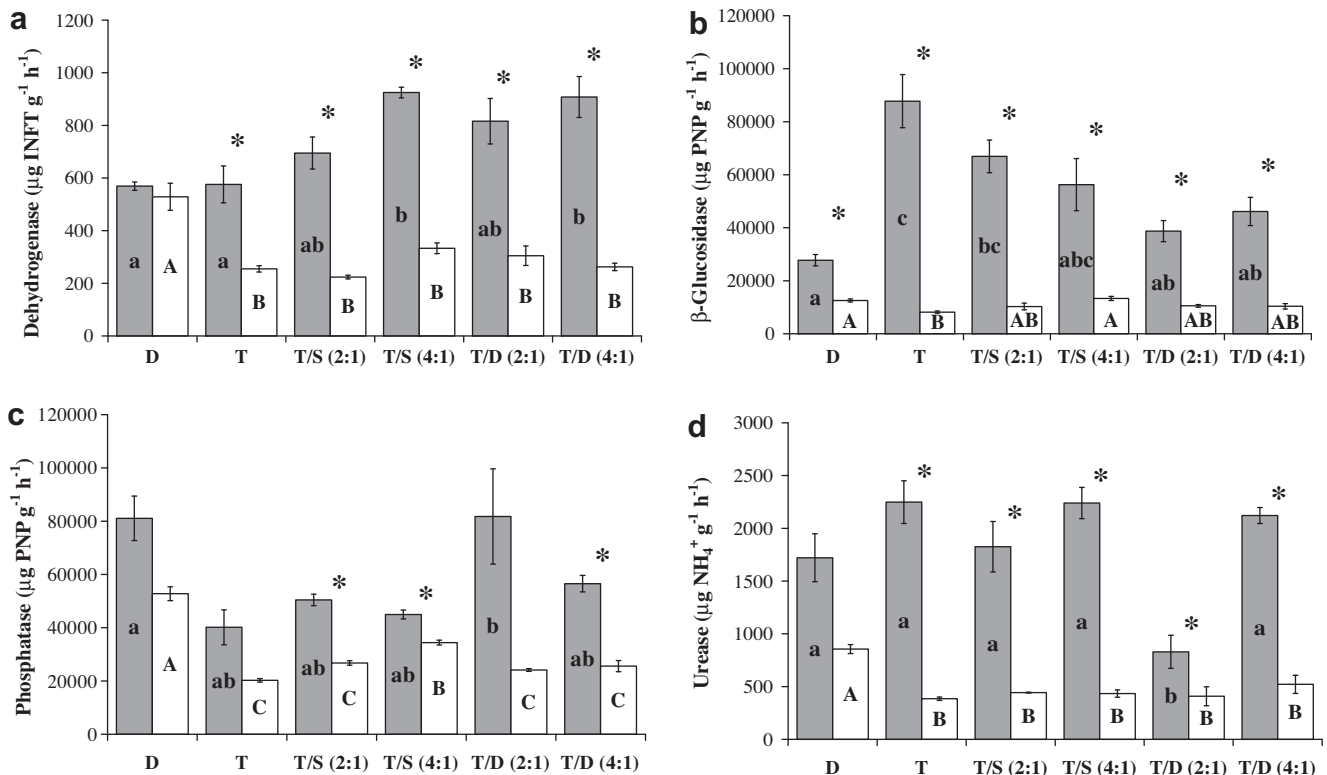 a
Dehydrogenase (µg INFT g-1 h-1)
1200
1000
800
600
400
200
0
* * * * *
a A a B ab B b B ab B b B
D T T/S (2:1) T/S (4:1) T/D (2:1) T/D (4:1)
b
β-Glucosidase (µg PNP g-1 h-1)
120000
100000
80000
60000
40000
20000
0
* * * * * *
a A c B bc AB abc A ab AB ab AB
D T T/S (2:1) T/S (4:1) T/D (2:1) T/D (4:1)
c
Phosphatase (µg PNP g-1 h-1)
120000
100000
80000
60000
40000
20000
0
* * *
a A ab C ab C ab B b C ab C
D T T/S (2:1) T/S (4:1) T/D (2:1) T/D (4:1)
d
Urease (µg NH4+ g-1 h-1)
3000
2500
2000
1500
1000
500
0
* * * * *
a A a B a B a B b B a B
D T T/S (2:1) T/S (4:1) T/D (2:1) T/D (4:1)